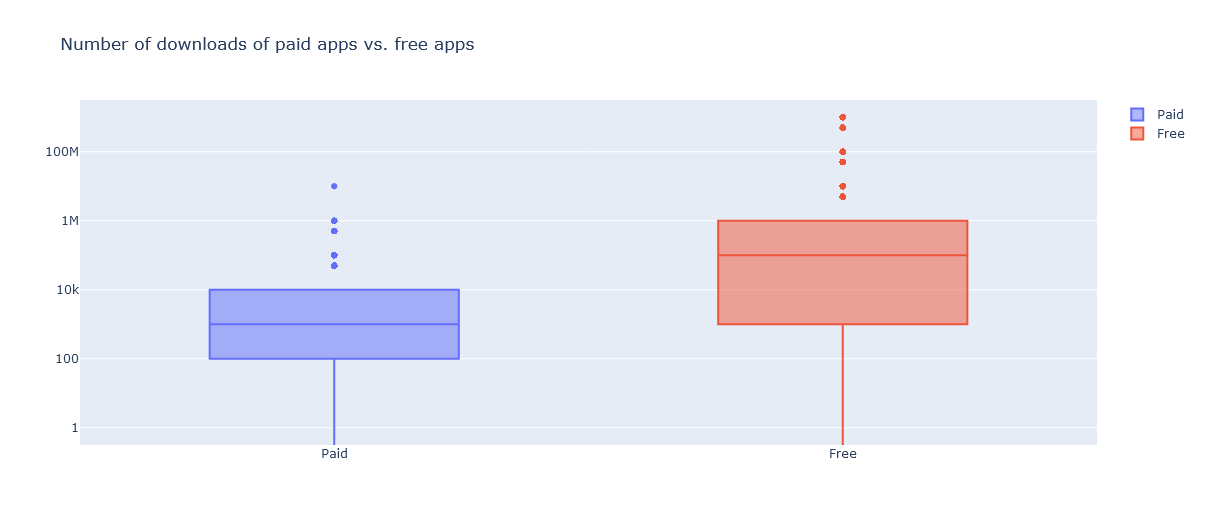 Number of downloads of paid apps vs. free apps
Paid
Free
100M
1M
10k
100
1
Paid
Free